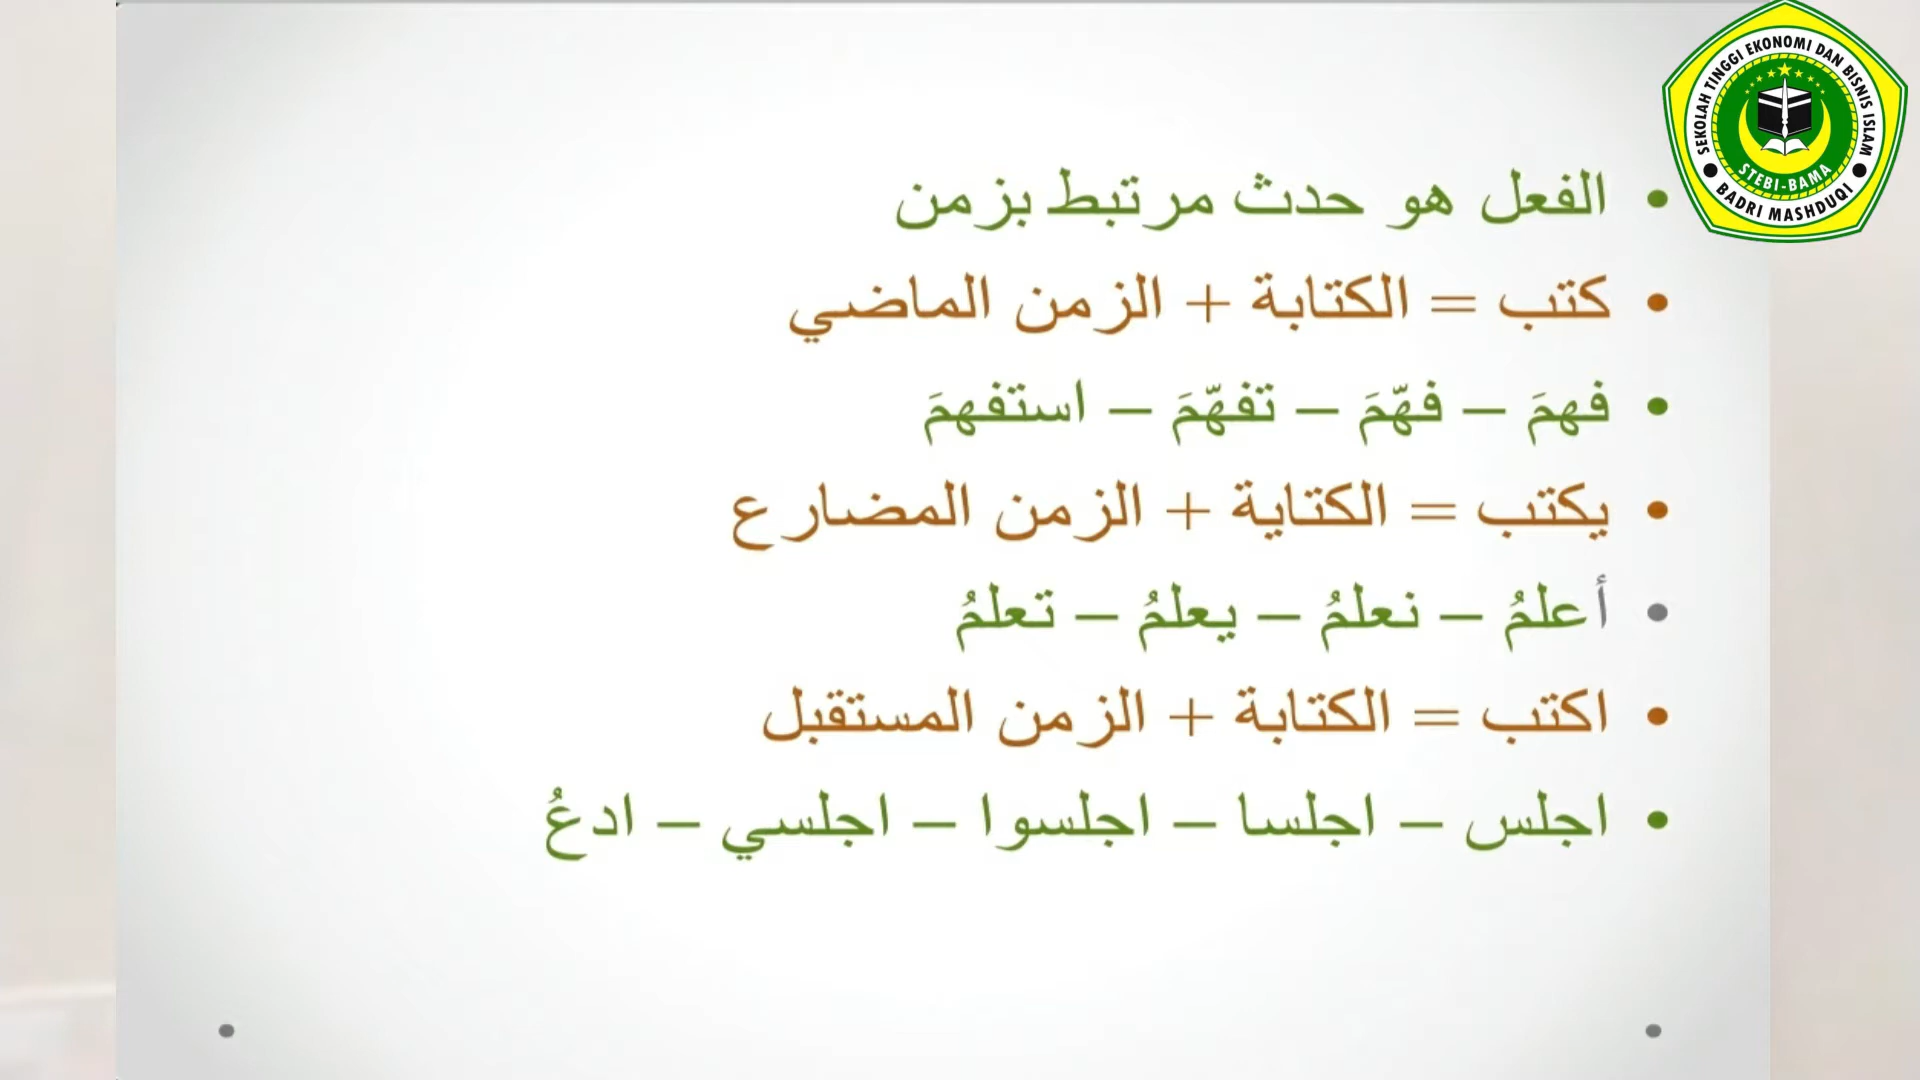 الفعل هو حدث مرتبط بزمن
كتب = الكتابة + الزمن الماضي
فهمَ – فهّمَ – تفهّمَ – استفهمَ
يكتب = الكتاية + الزمن المضارع
أعلمُ – نعلمُ – يعلمُ – تعلمُ
اكتب = الكتابة + الزمن المستقبل
اجلس – اجلسا – اجلسوا – اجلسي – ادعُ
SEKOLAH TINGGI EKONOMI DAN BISNIS ISLAM
STEBI-BAMA
BADRI MASHDUQI